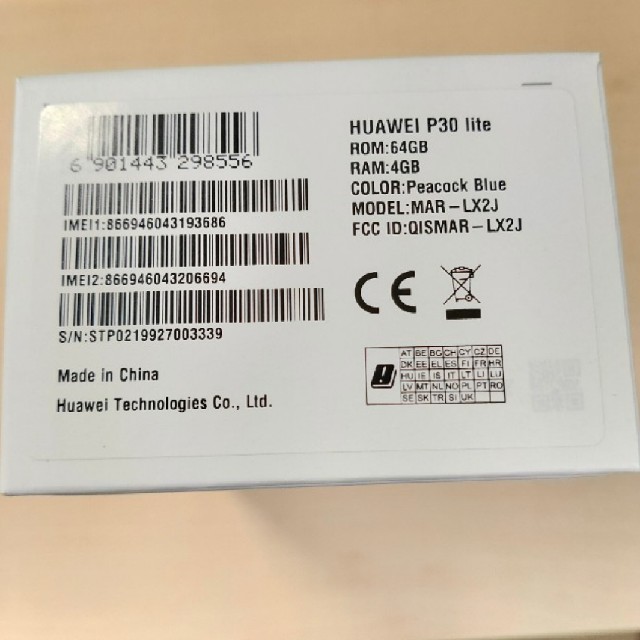 6 901443 298556
IMEI1:866946043193686
IMEI2:866946043206694
S/N:STP0219927003339
Made in China
Huawei Technologies Co., Ltd.
HUAWEI P30 lite
ROM:64GB
RAM:4GB
COLOR:Peacock Blue
MODEL:MAR-LX2J
FCC ID:QISMAR-LX2J
CE
AT BE BG CH CY CZ DE
DK EE EL ES FI FR HR
HU IE IS IT LT LI LU
LV MT NL NO PL PT RO
SE SK TR SI UK